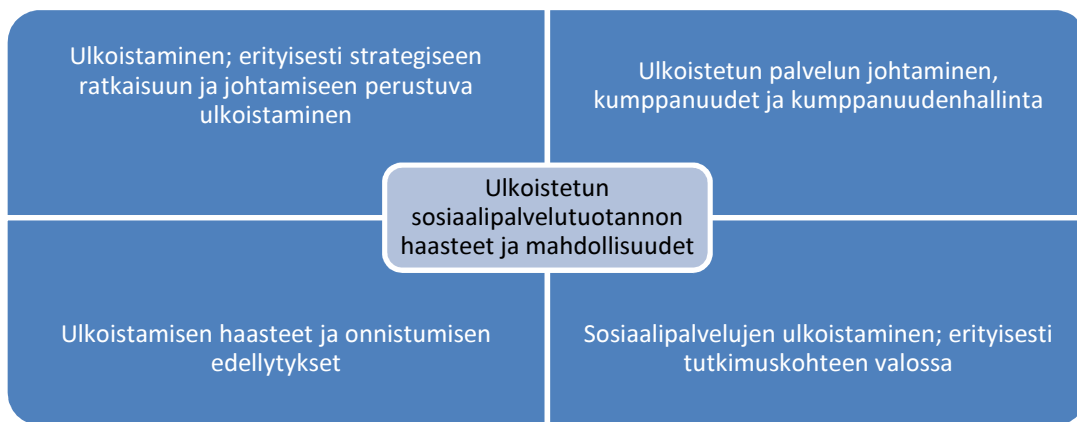 Ulkoistaminen; erityisesti strategiseen
ratkaisuun ja johtamiseen perustuva
ulkoistaminen
Ulkoistetun palvelun johtaminen,
kumppanuudet ja kumppanuudenhallinta
Ulkoistetun
sosiaalipalvelutuotannon
haasteet ja mahdollisuudet
Ulkoistamisen haasteet ja onnistumisen
edellytykset
Sosiaalipalvelujen ulkoistaminen; erityisesti
tutkimuskohteen valossa